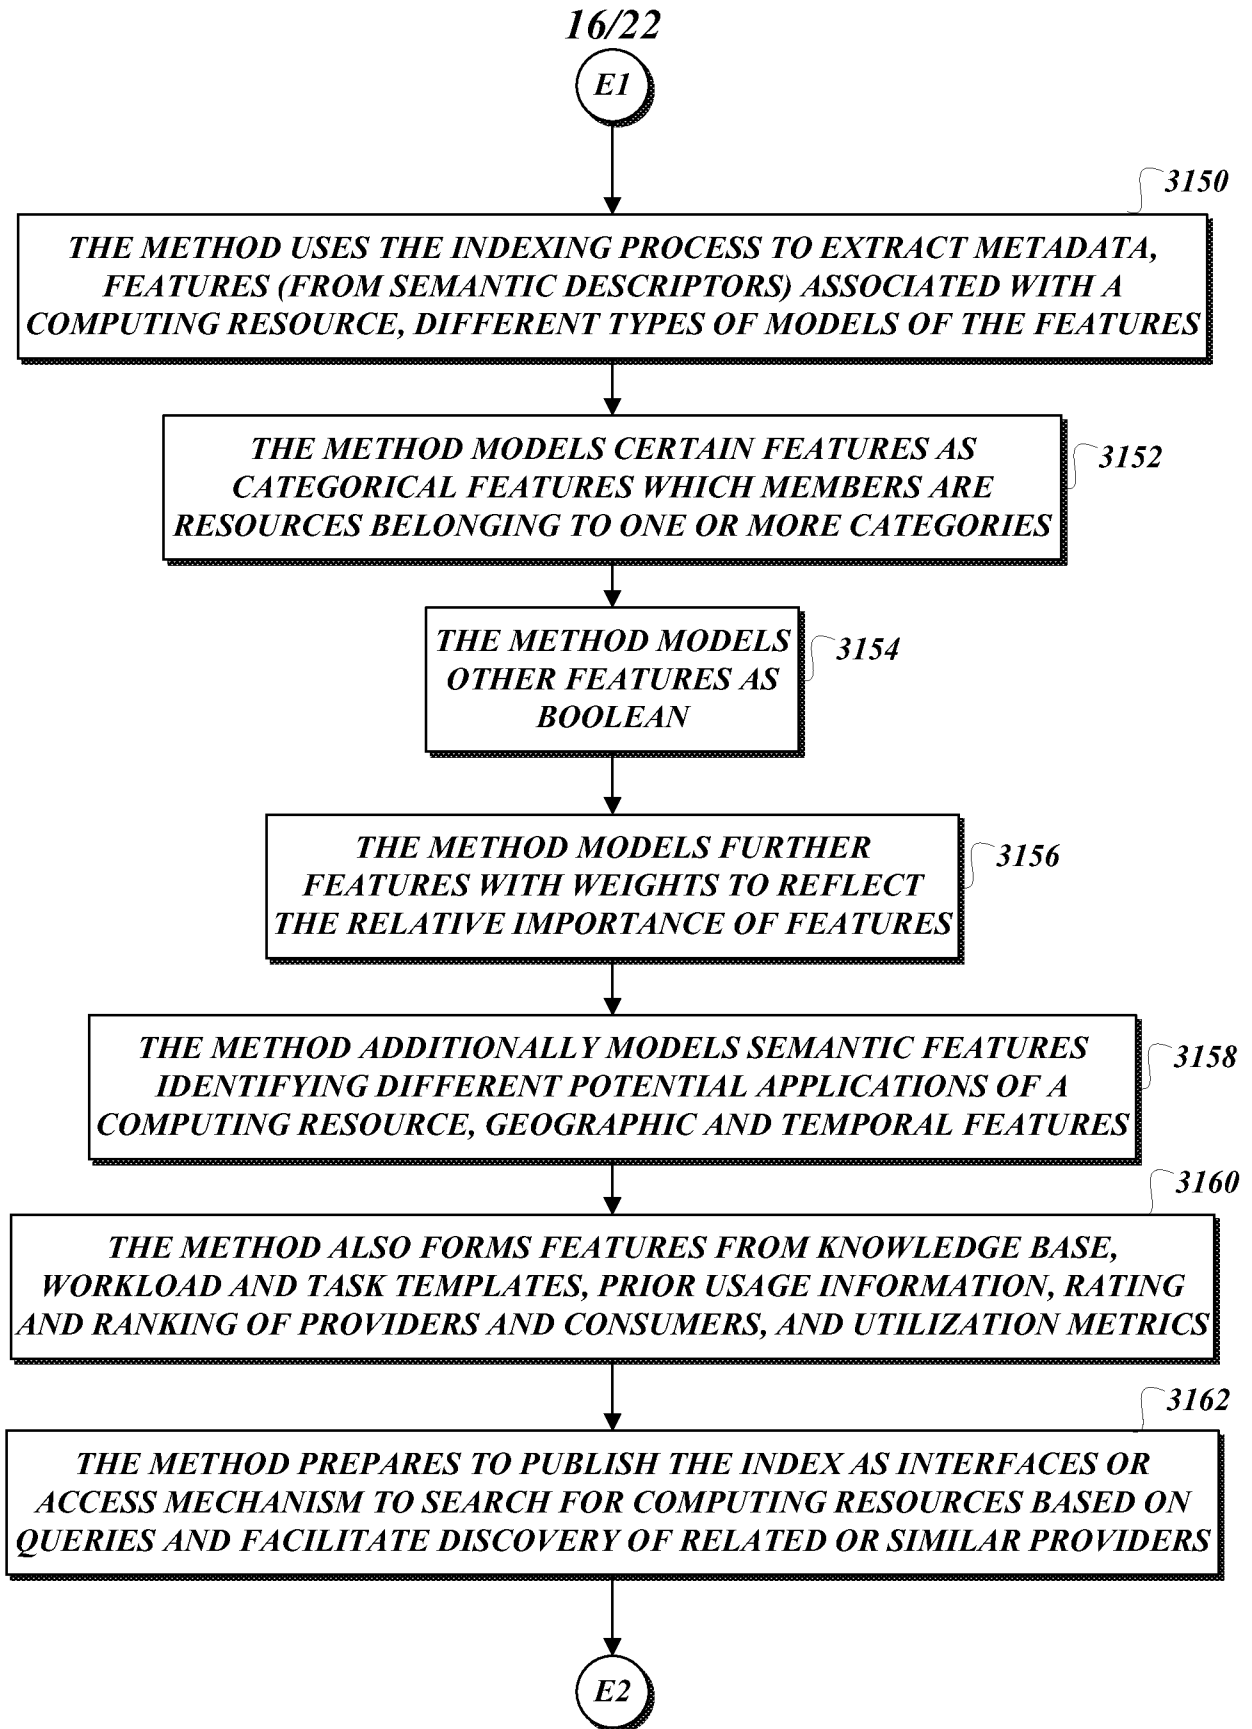 16/22
E1
3150
THE METHOD USES THE INDEXING PROCESS TO EXTRACT METADATA,
FEATURES (FROM SEMANTIC DESCRIPTORS) ASSOCIATED WITH A
COMPUTING RESOURCE, DIFFERENT TYPES OF MODELS OF THE FEATURES
THE METHOD MODELS CERTAIN FEATURES AS
CATEGORICAL FEATURES WHICH MEMBERS ARE
RESOURCES BELONGING TO ONE OR MORE CATEGORIES
3152
THE METHOD MODELS
OTHER FEATURES AS
BOOLEAN
3154
THE METHOD MODELS FURTHER
FEATURES WITH WEIGHTS TO REFLECT
THE RELATIVE IMPORTANCE OF FEATURES
3156
THE METHOD ADDITIONALLY MODELS SEMANTIC FEATURES
IDENTIFYING DIFFERENT POTENTIAL APPLICATIONS OF A
COMPUTING RESOURCE, GEOGRAPHIC AND TEMPORAL FEATURES
3158
3160
THE METHOD ALSO FORMS FEATURES FROM KNOWLEDGE BASE,
WORKLOAD AND TASK TEMPLATES, PRIOR USAGE INFORMATION, RATING
AND RANKING OF PROVIDERS AND CONSUMERS, AND UTILIZATION METRICS
3162
THE METHOD PREPARES TO PUBLISH THE INDEX AS INTERFACES OR
ACCESS MECHANISM TO SEARCH FOR COMPUTING RESOURCES BASED ON
QUERIES AND FACILITATE DISCOVERY OF RELATED OR SIMILAR PROVIDERS
E2